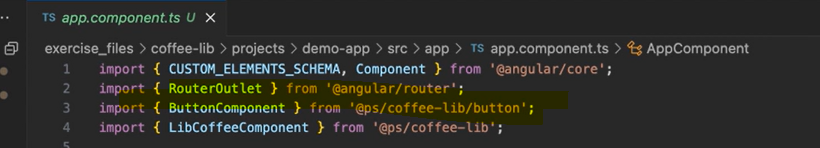 TS app.component.ts U X
exercise_files > coffee-lib > projects > demo-app > src > app > TS app.component.ts > AppComponent
1 import { CUSTOM_ELEMENTS_SCHEMA, Component } from '@angular/core';
2 import { RouterOutlet } from '@angular/router';
3 import { ButtonComponent } from '@ps/coffee-lib/button';
4 import { LibCoffeeComponent } from '@ps/coffee-lib';
5